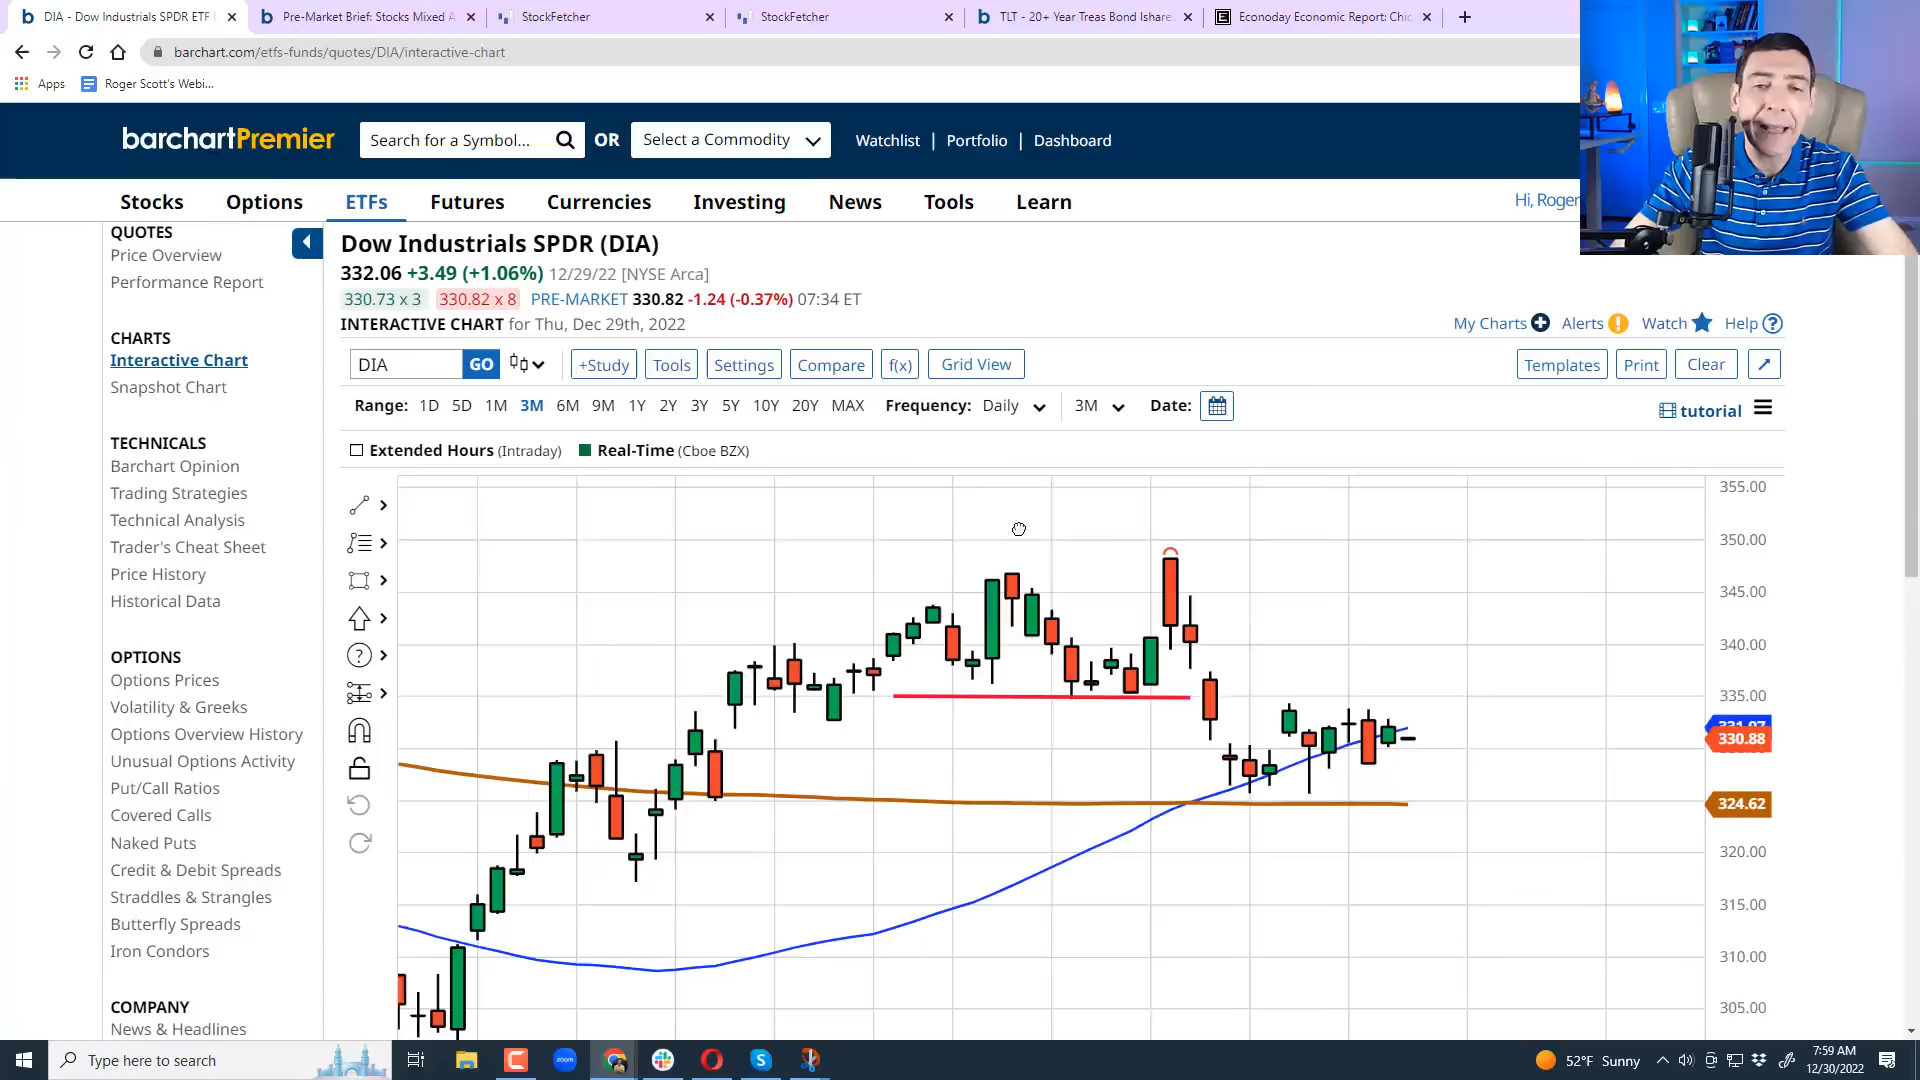 DIA - Dow Industrials SPDR ETF
Pre-Market Brief: Stocks Mixed A
StockFetcher
StockFetcher
TLT - 20+ Year Treas Bond Ishare
Econoday Economic Report: Chi
barchart.com/etfs-funds/quotes/DIA/interactive-chart
Apps
Roger Scott's Webi...
barchartPremier
Search for a Symbol...
OR
Select a Commodity
Watchlist | Portfolio | Dashboard
Stocks Options ETFs Futures Currencies Investing News Tools Learn
Hi, Roger
QUOTES
Price Overview
Performance Report
CHARTS
Interactive Chart
Snapshot Chart
TECHNICALS
Barchart Opinion
Trading Strategies
Technical Analysis
Trader's Cheat Sheet
Price History
Historical Data
OPTIONS
Options Prices
Volatility & Greeks
Options Overview History
Unusual Options Activity
Put/Call Ratios
Covered Calls
Naked Puts
Credit & Debit Spreads
Straddles & Strangles
Butterfly Spreads
Iron Condors
COMPANY
News & Headlines
Dow Industrials SPDR (DIA)
332.06 +3.49 (+1.06%) 12/29/22 [NYSE Arca]
330.73 x 3 330.82 x 8 PRE-MARKET 330.82 -1.24 (-0.37%) 07:34 ET
INTERACTIVE CHART for Thu, Dec 29th, 2022
My Charts Alerts Watch Help
DIA GO +Study Tools Settings Compare f(x) Grid View
Templates Print Clear
Range: 1D 5D 1M 3M 6M 9M 1Y 2Y 3Y 5Y 10Y 20Y MAX Frequency: Daily 3M Date:
tutorial
Extended Hours (Intraday) Real-Time (Cboe BZX)
355.00
350.00
345.00
340.00
335.00
330.88
324.62
320.00
315.00
310.00
305.00
Type here to search
zoom
52°F Sunny
7:59 AM
12/30/2022